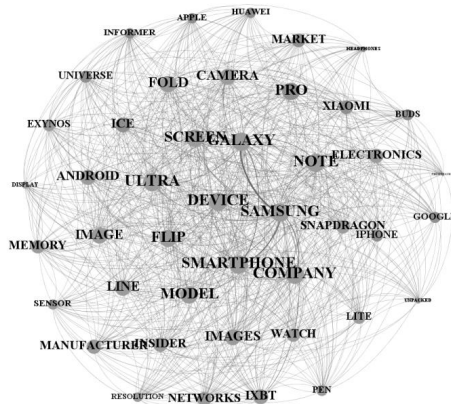 HUAWEI
APPLE
INFORMER
MARKET
HEADPHONES
UNIVERSE
FOLD
CAMERA
PRO
XIAOMI
BUDS
EXYNOS
ICE
SCREEN
GALAXY
NOTE
ELECTRONICS
DISPLAY
ANDROID
ULTRA
DEVICE
SAMSUNG
SNAPDRAGON
GOOGLE
MEMORY
IMAGE
FLIP
IPHONE
SMARTPHONE
COMPANY
UNPACKED
SENSOR
LINE
MODEL
LITE
MANUFACTURER
INSIDER
IMAGES
WATCH
RESOLUTION
NETWORKS
IXBT
PEN